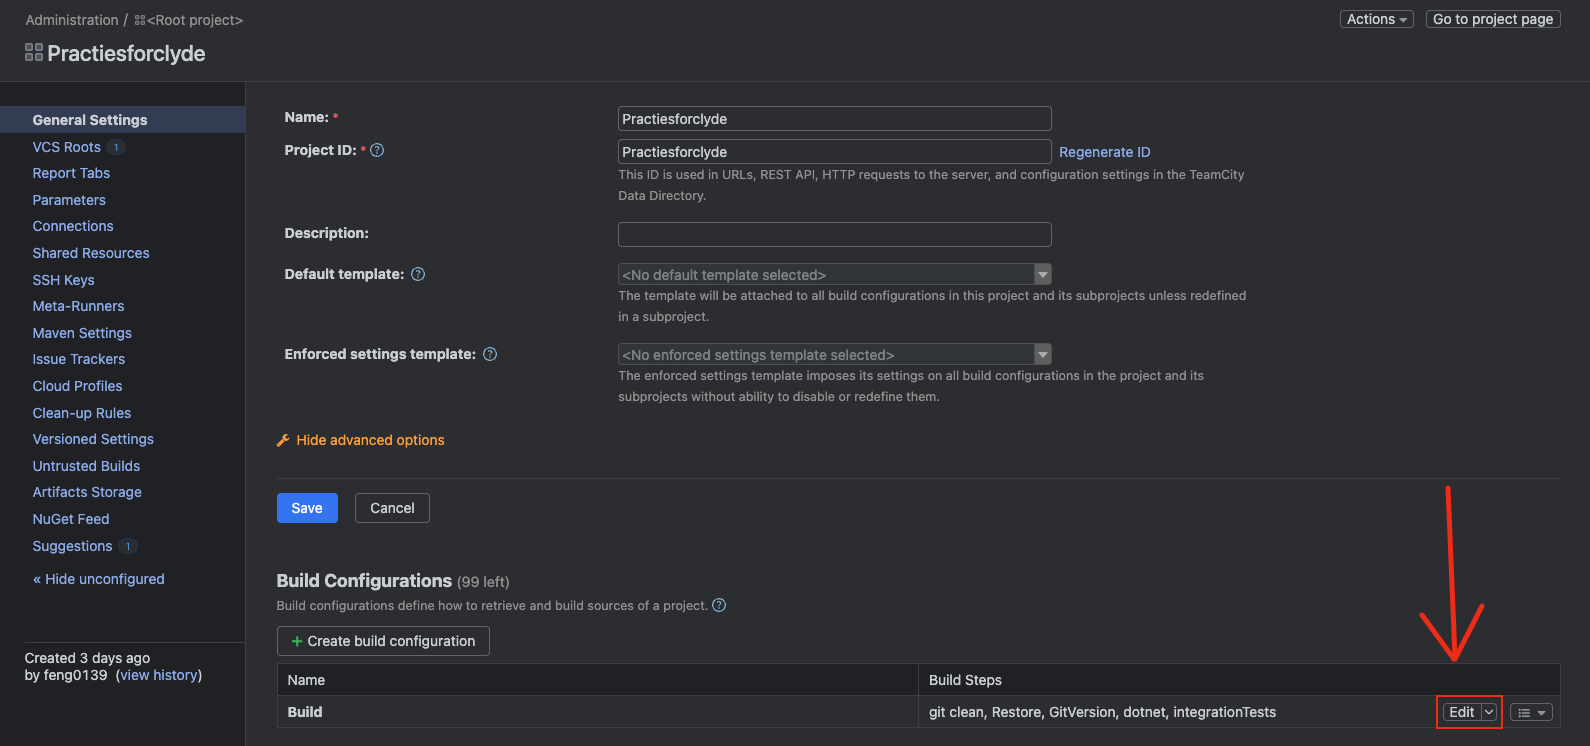 Administration / <Root project>
Actions
Go to project page
Practiesforclyde
General Settings
VCS Roots 1
Report Tabs
Parameters
Connections
Shared Resources
SSH Keys
Meta-Runners
Maven Settings
Issue Trackers
Cloud Profiles
Clean-up Rules
Versioned Settings
Untrusted Builds
Artifacts Storage
NuGet Feed
Suggestions 1
« Hide unconfigured
Created 3 days ago
by feng0139 (view history)
Name: * Practiesforclyde
Project ID: * ? Practiesforclyde Regenerate ID
This ID is used in URLs, REST API, HTTP requests to the server, and configuration settings in the TeamCity
Data Directory.
Description:
Default template: ? <No default template selected>
The template will be attached to all build configurations in this project and its subprojects unless redefined
in a subproject.
Enforced settings template: ? <No enforced settings template selected>
The enforced settings template imposes its settings on all build configurations in the project and its
subprojects without ability to disable or redefine them.
Hide advanced options
Save Cancel
Build Configurations (99 left)
Build configurations define how to retrieve and build sources of a project. ?
+ Create build configuration
Name Build Steps
Build git clean, Restore, GitVersion, dotnet, integrationTests Edit